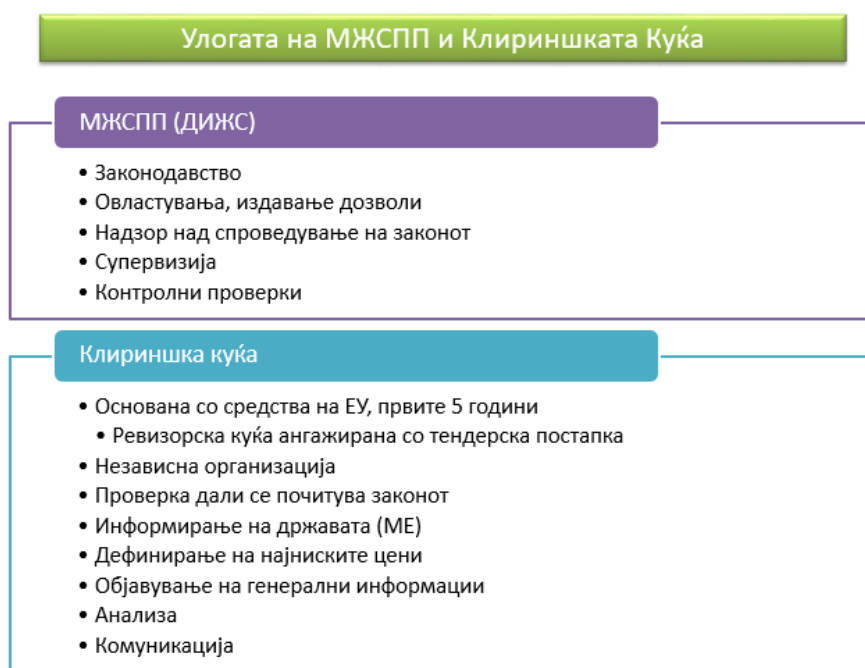 Улогата на МЖСПП и Клириншката Куќа
МЖСПП (ДИЖС)
• Законодавство
• Овластувања, издавање дозволи
• Надзор над спроведување на законот
• Супервизија
• Контролни проверки
Клириншка куќа
• Основана со средства на ЕУ, првите 5 години
• Ревизорска куќа ангажирана со тендерска постапка
• Независна организација
• Проверка дали се почитува законот
• Информирање на државата (МЕ)
• Дефинирање на најниските цени
• Објавување на генерални информации
• Анализа
• Комуникација